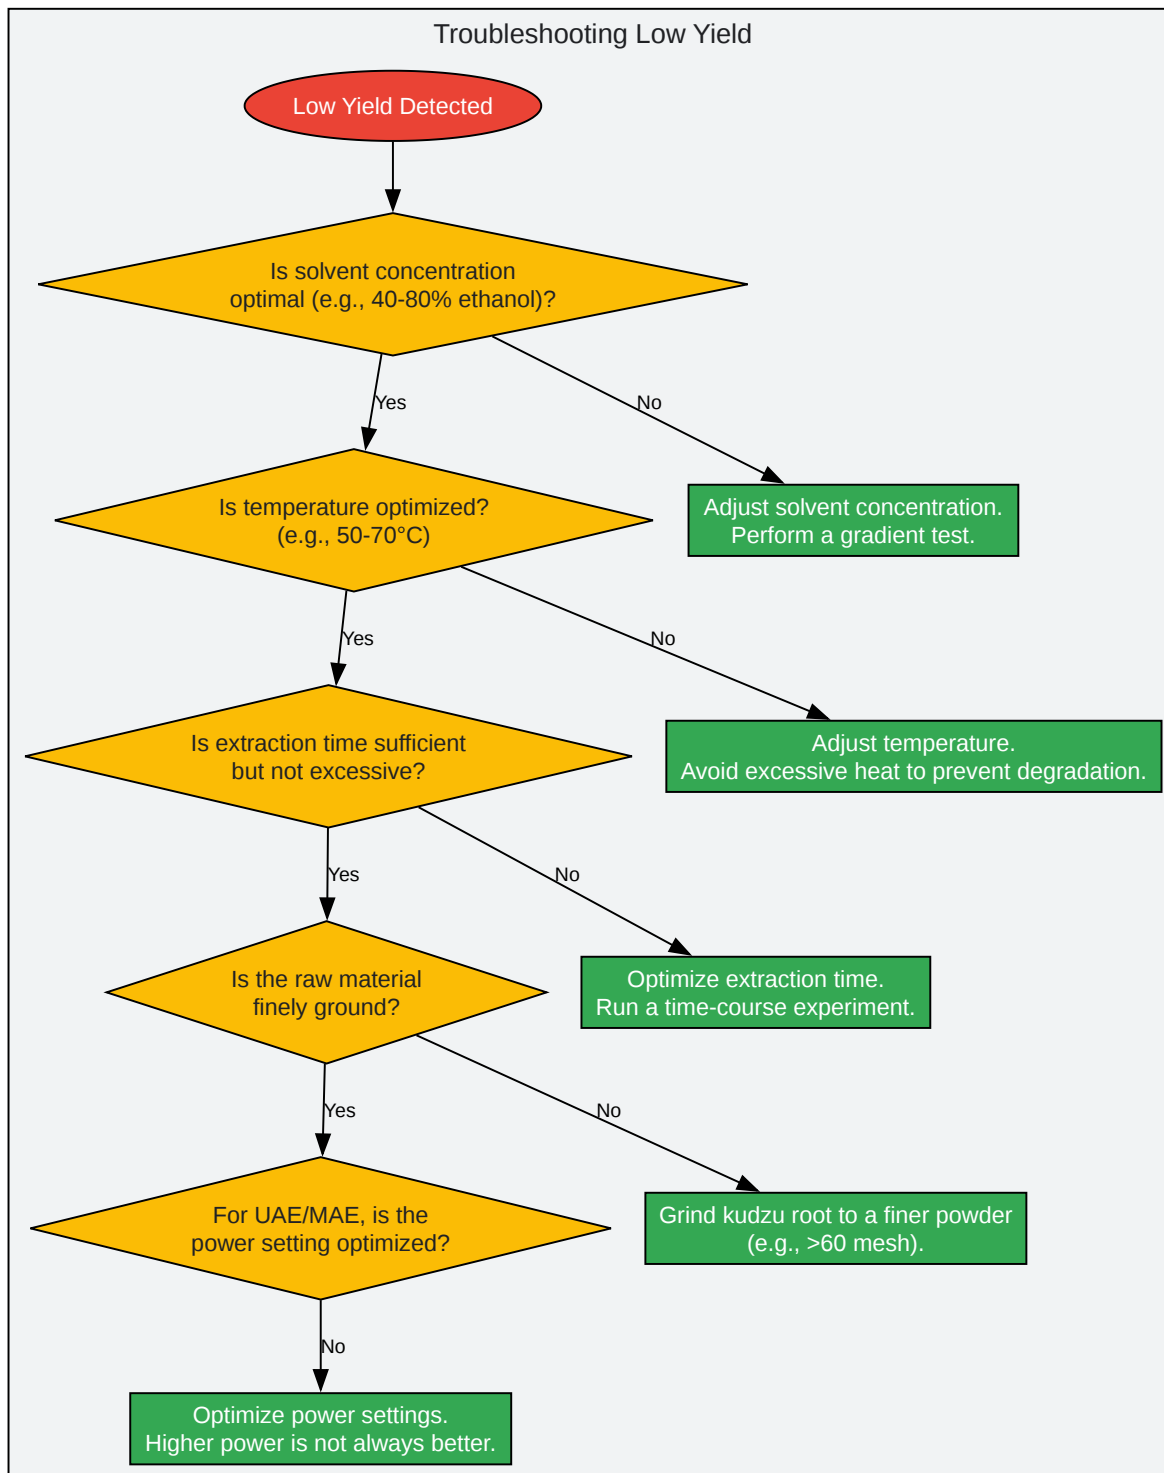 Troubleshooting Low Yield
Low Yield Detected
Is solvent concentration
optimal (e.g., 40-80% ethanol)?
Yes
No
Is temperature optimized?
(e.g., 50-70°C)
Adjust solvent concentration.
Perform a gradient test.
Yes
No
Is extraction time sufficient
but not excessive?
Adjust temperature.
Avoid excessive heat to prevent degradation.
Yes
No
Is the raw material
finely ground?
Optimize extraction time.
Run a time-course experiment.
Yes
No
For UAE/MAE, is the
power setting optimized?
Grind kudzu root to a finer powder
(e.g., >60 mesh).
No
Optimize power settings.
Higher power is not always better.